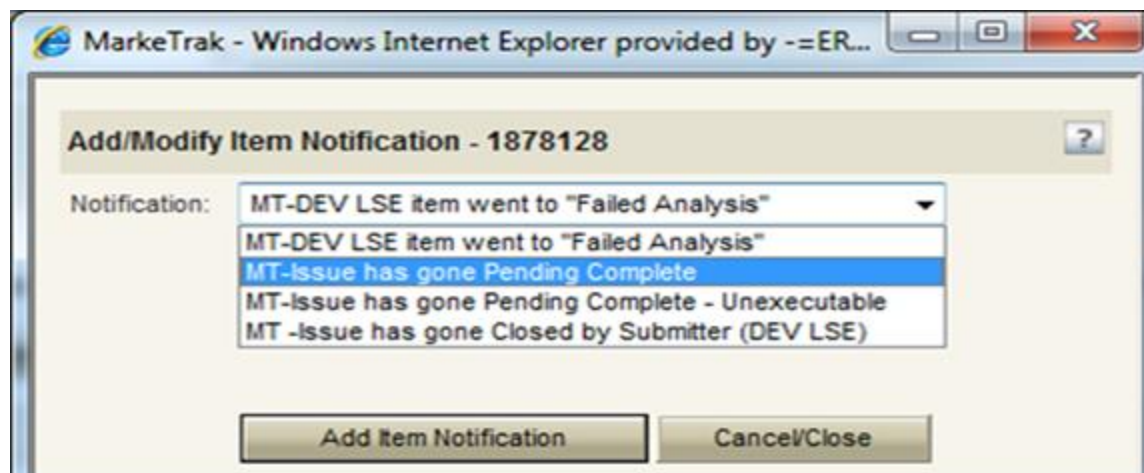 MarkeTrak - Windows Internet Explorer provided by -=ER...
Add/Modify Item Notification - 1878128
?
Notification: MT-DEV LSE item went to "Failed Analysis"
MT-DEV LSE item went to "Failed Analysis"
MT-Issue has gone Pending Complete
MT-Issue has gone Pending Complete - Unexecutable
MT -Issue has gone Closed by Submitter (DEV LSE)
Add Item Notification Cancel/Close